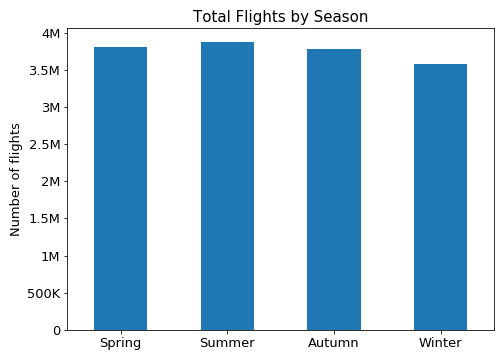 Total Flights by Season
Number of flights
4M
3.5M
3M
2.5M
2M
1.5M
1M
500K
0
Spring Summer Autumn Winter